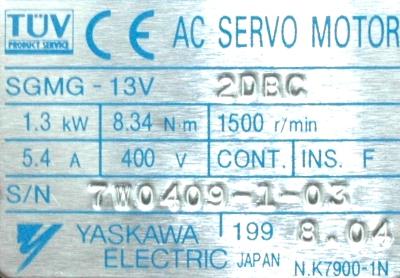 TÜV
PRODUCT SERVICE
CE AC SERVO MOTOR
SGMG - 13V 2DBC
1.3 kW 8.34 N·m 1500 r/min
5.4 A 400 V CONT. INS. F
S/N 7W0409-1-03
YASKAWA 199 8.04
ELECTRIC JAPAN N.K7900-1N